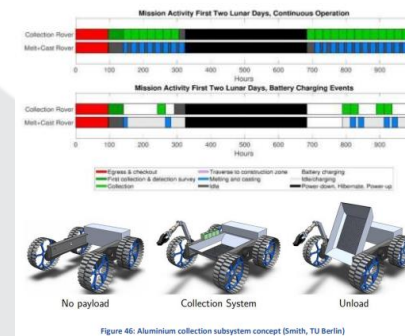 Mission Activity First Two Lunar Days, Continuous Operation
Collection Rover
Melt+Cast Rover
0 100 200 300 400 500 600 700 800 900
Hours
Mission Activity First Two Lunar Days, Battery Charging Events
Collection Rover
Melt+Cast Rover
0 100 200 300 400 500 600 700 800 900
Hours
Egress & checkout Traverse to construction zone Battery charging
First collection & detection survey Melting and casting Idle/charging
Collection Idle Power down, Hibernate, Power-up
No payload Collection System Unload
Figure 46: Aluminium collection subsystem concept (Smith, TU Berlin)